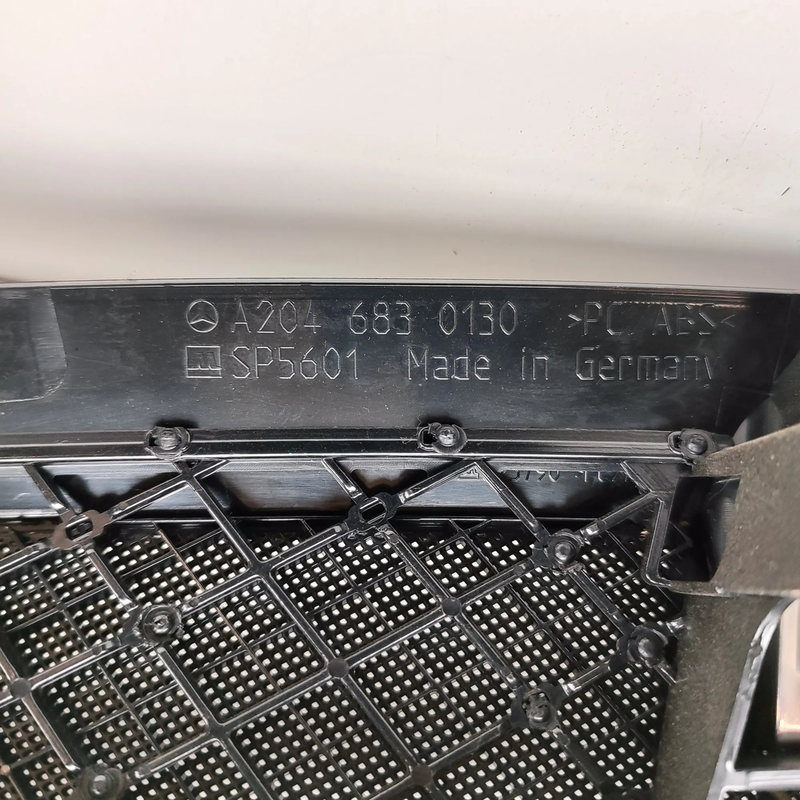 A204 683 0130 >PC ABS<
SP5601 Made in Germany